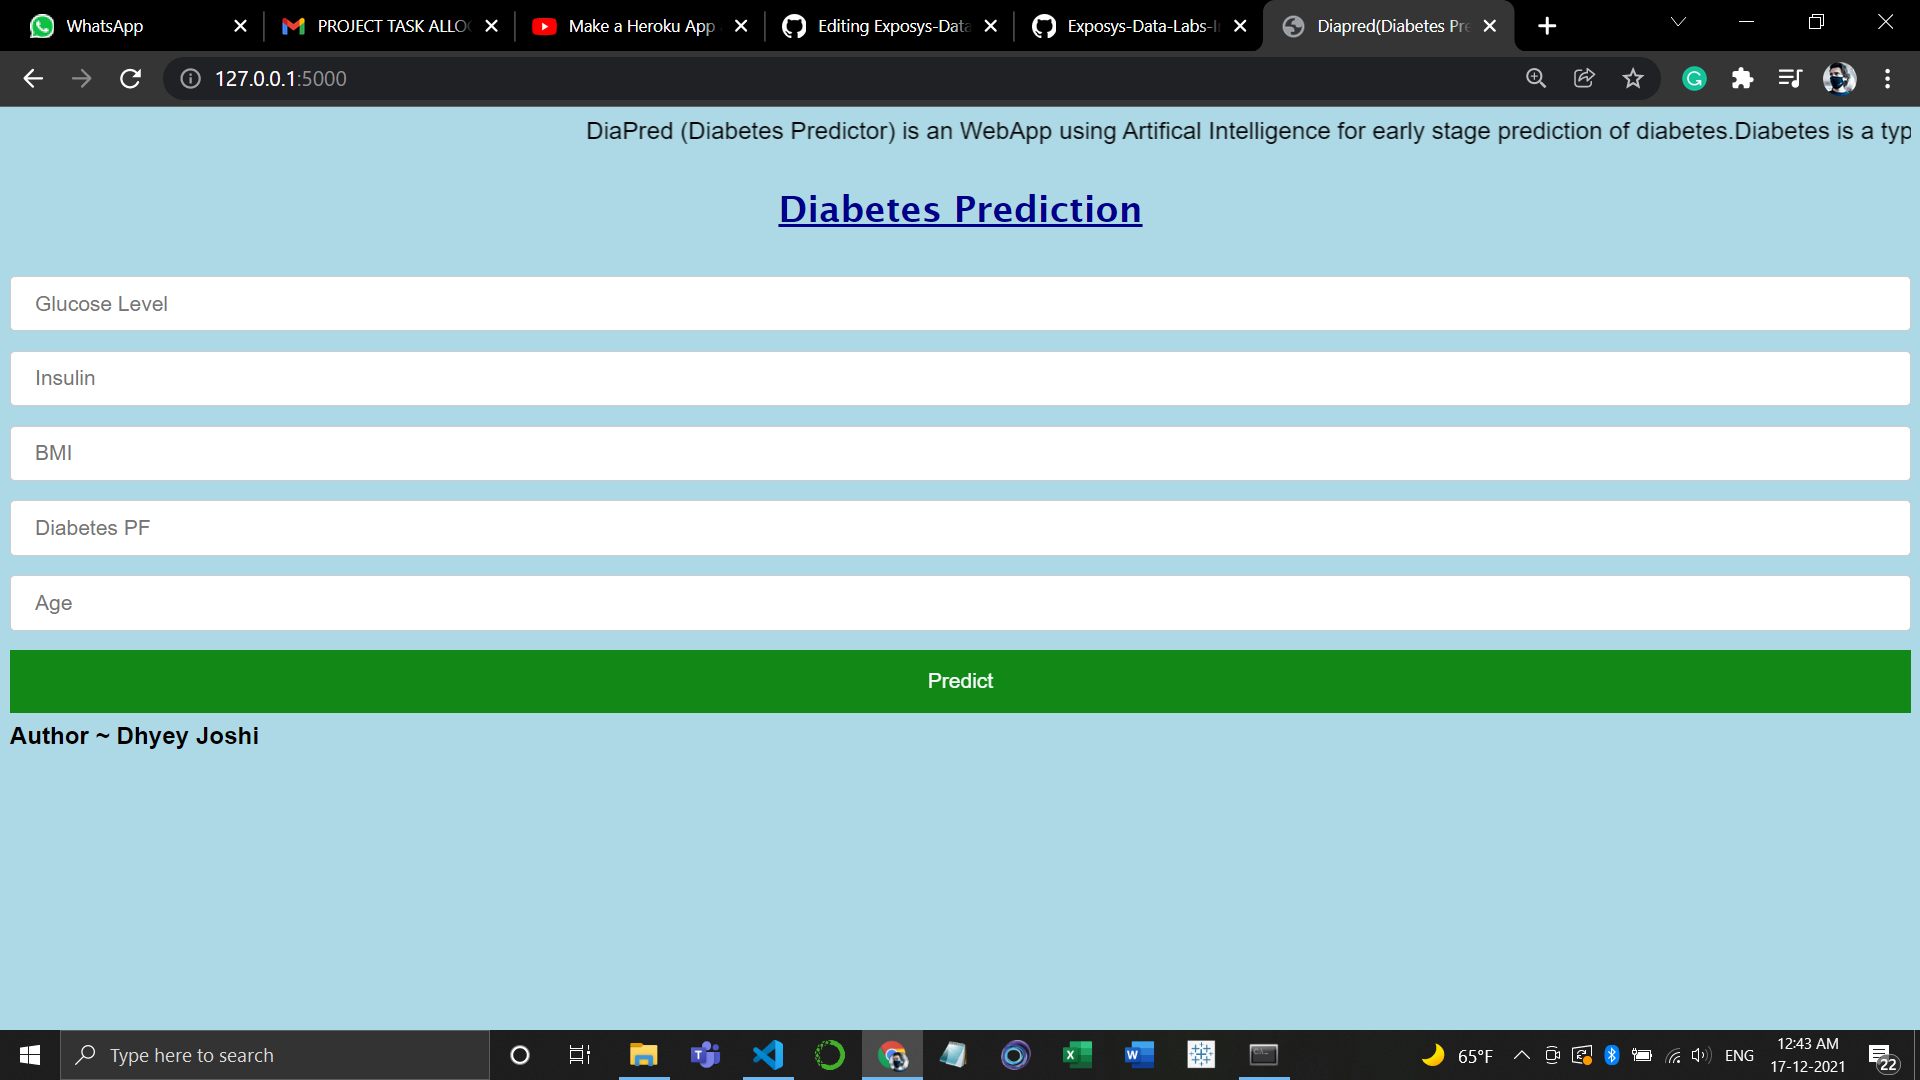 WhatsApp
PROJECT TASK ALLO
Make a Heroku App
Editing Exposys-Data
Exposys-Data-Labs-I
Diapred(Diabetes Pre
127.0.0.1:5000
DiaPred (Diabetes Predictor) is an WebApp using Artifical Intelligence for early stage prediction of diabetes.Diabetes is a typ
Diabetes Prediction
Glucose Level
Insulin
BMI
Diabetes PF
Age
Predict
Author ~ Dhyey Joshi
Type here to search
65°F
ENG
12:43 AM
17-12-2021
22